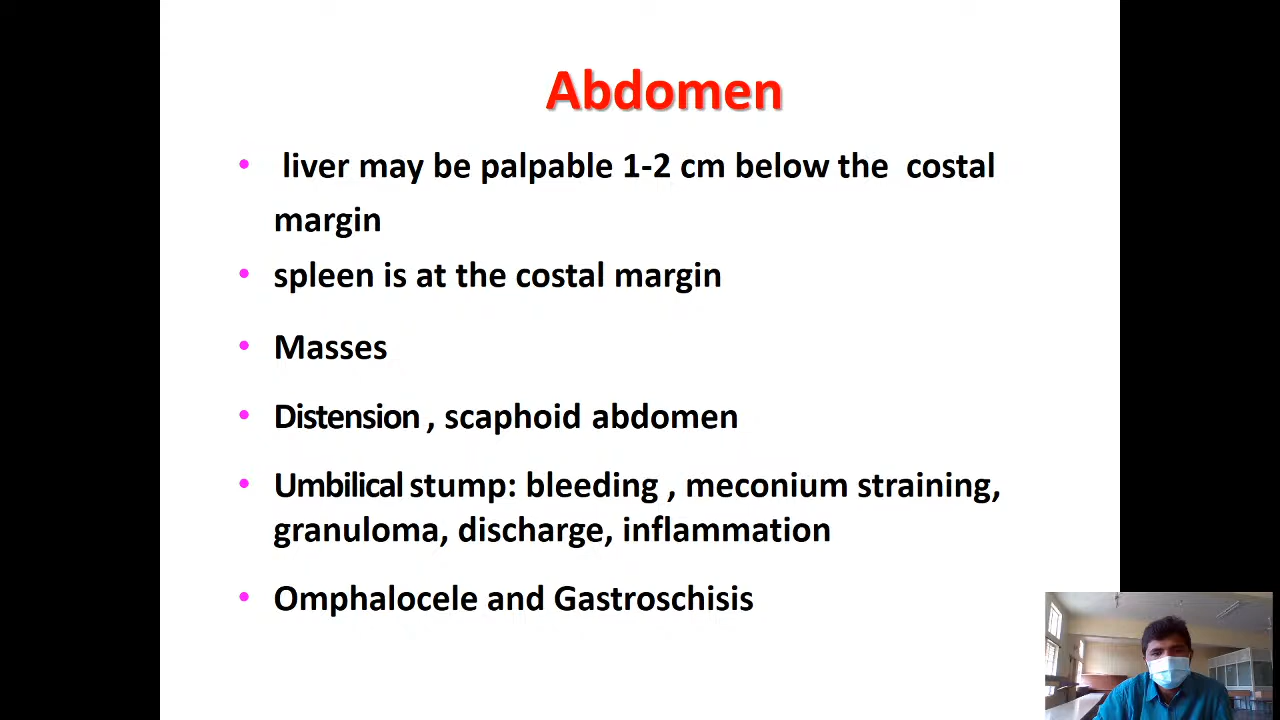 Abdomen
• liver may be palpable 1-2 cm below the costal
margin
• spleen is at the costal margin
• Masses
• Distension , scaphoid abdomen
• Umbilical stump: bleeding , meconium straining,
granuloma, discharge, inflammation
• Omphalocele and Gastroschisis